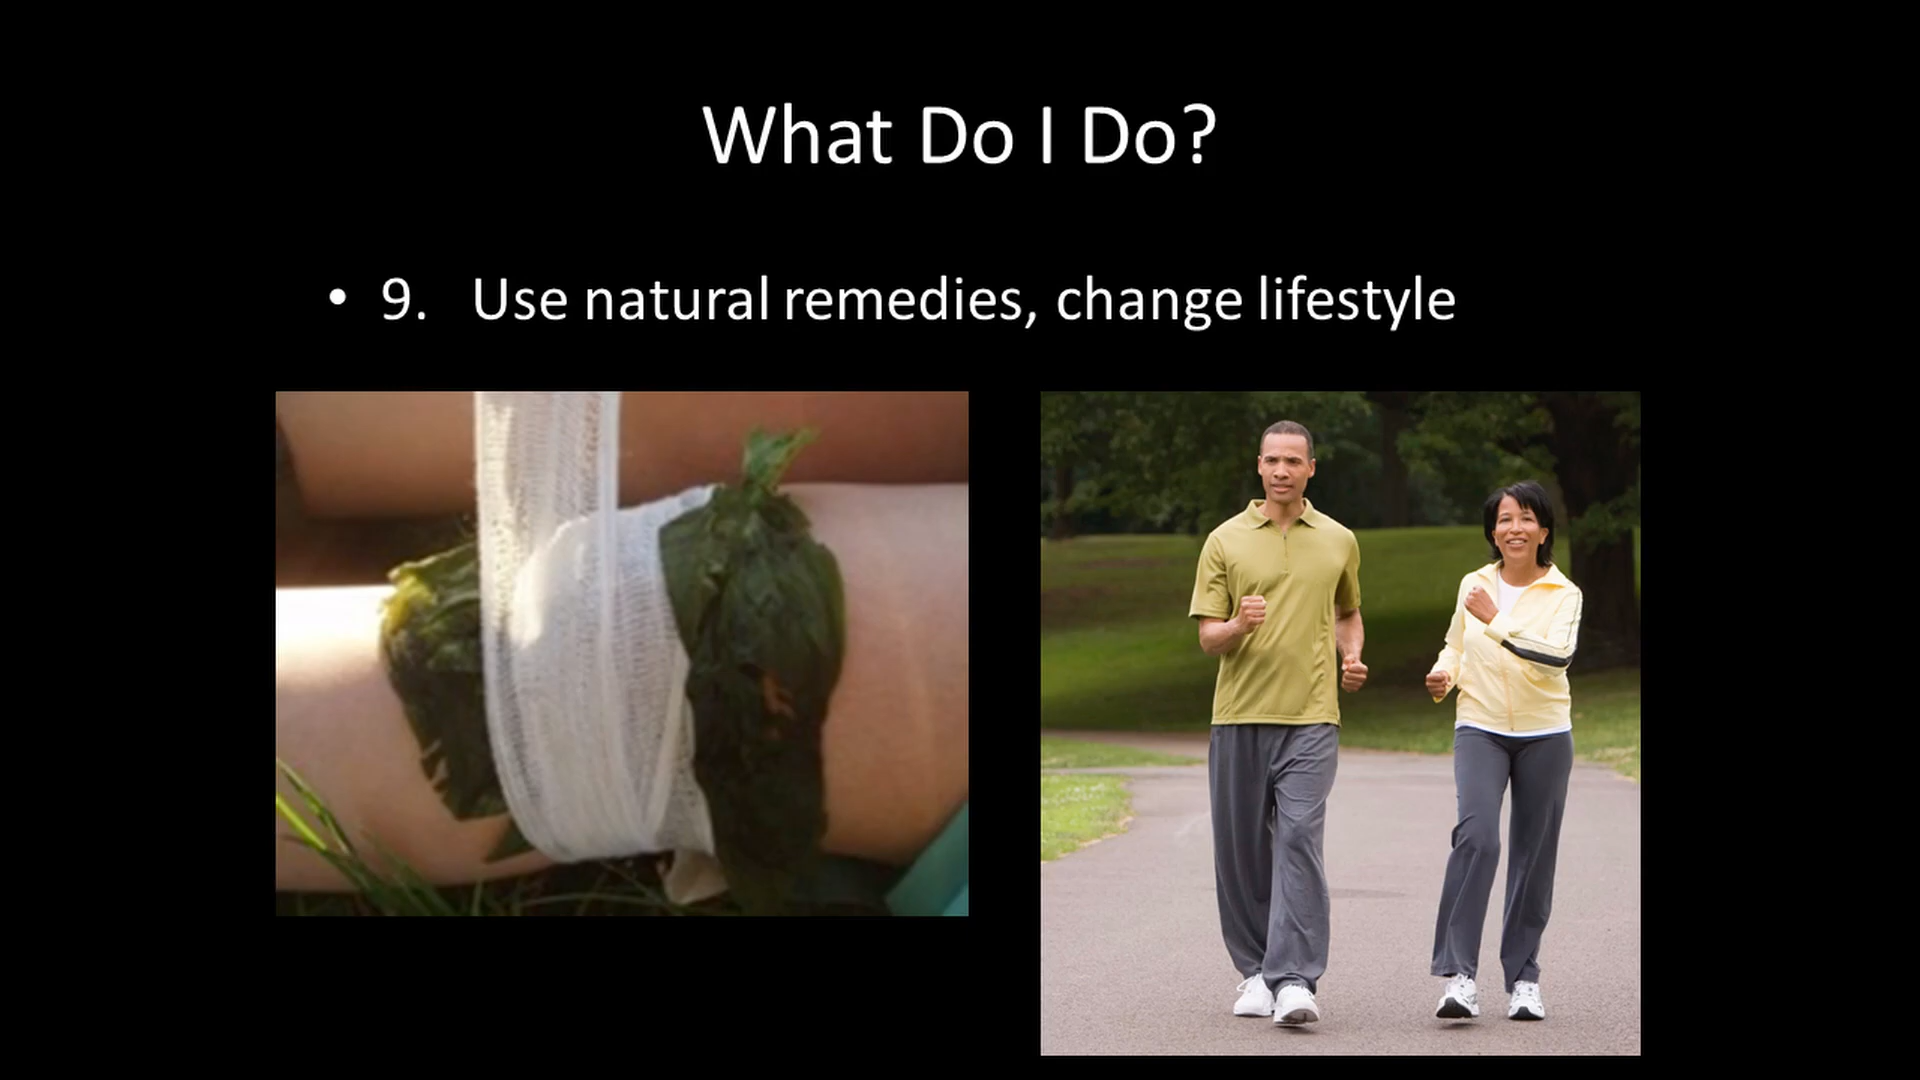 What Do I Do?
• 9. Use natural remedies, change lifestyle